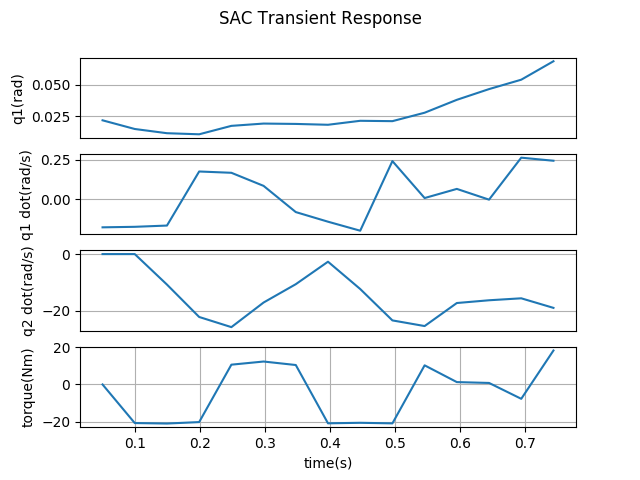 SAC Transient Response
q1(rad)
0.050
0.025
q1 dot(rad/s)
0.25
0.00
q2 dot(rad/s)
0
−20
torque(Nm)
20
0
−20
0.1 0.2 0.3 0.4 0.5 0.6 0.7
time(s)